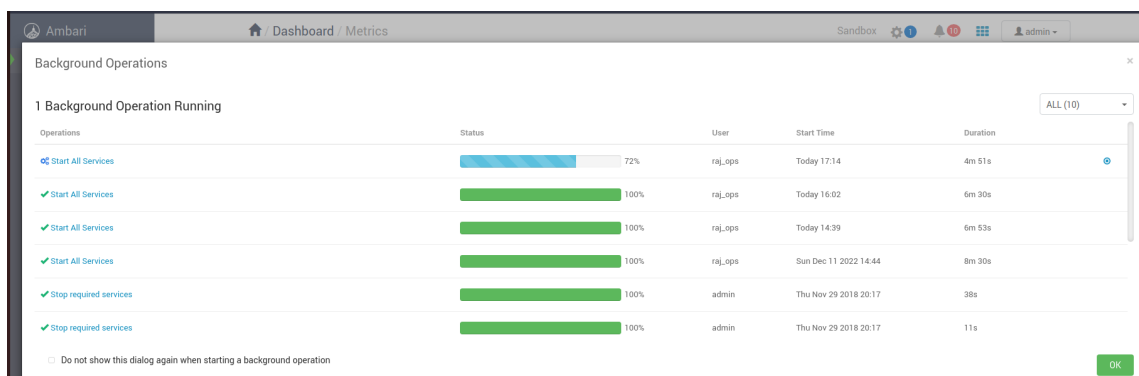 Ambari / Dashboard / Metrics Sandbox 1 10 admin
Background Operations ×
1 Background Operation Running ALL (10)
Operations Status User Start Time Duration
Start All Services 72% raj_ops Today 17:14 4m 51s
Start All Services 100% raj_ops Today 16:02 6m 30s
Start All Services 100% raj_ops Today 14:39 6m 53s
Start All Services 100% raj_ops Sun Dec 11 2022 14:44 8m 30s
Stop required services 100% admin Thu Nov 29 2018 20:17 38s
Stop required services 100% admin Thu Nov 29 2018 20:17 11s
Do not show this dialog again when starting a background operation OK